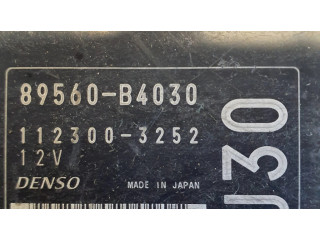 89560-B4030
112300-3252
12V
DENSO MADE IN JAPAN
J30